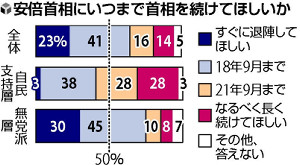 安倍首相にいつまで首相を続けてほしいか
全体
23% 41 16 14 5
自民支持層
3 38 28 28 3
無党派層
30 45 10 8 7
50%
すぐに退陣して
ほしい
18年9月まで
21年9月まで
なるべく長く
続けてほしい
その他、
答えない